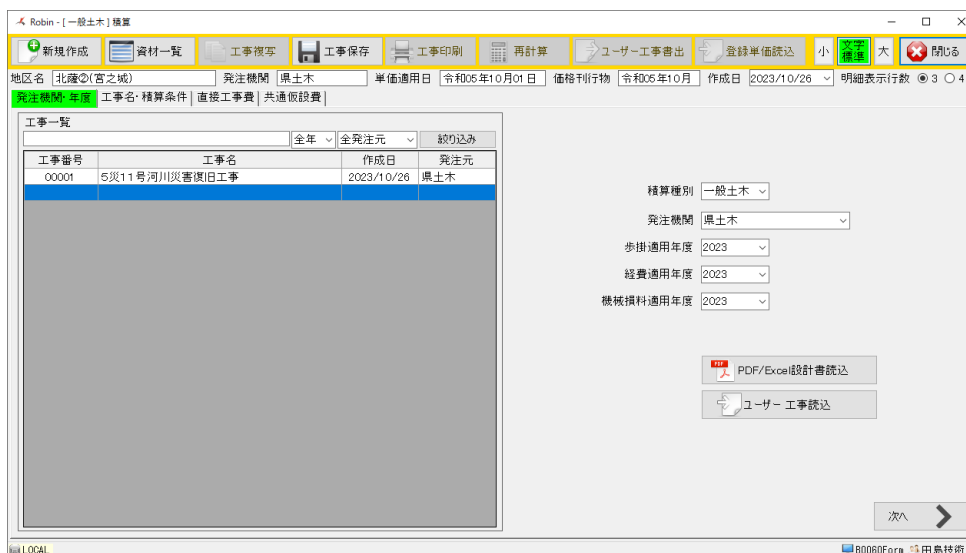 Robin - [ 一般土木 ] 積算
新規作成 資材一覧 工事複写 工事保存 工事印刷 再計算 ユーザー工事書出 登録単価読込 小 文字標準 大 閉じる
地区名 北薩②(宮之城) 発注機関 県土木 単価適用日 令和05年10月01日 価格刊行物 令和05年10月 作成日 2023/10/26 明細表示行数 3 4
発注機関・年度 工事名・積算条件 直接工事費 共通仮設費
工事一覧
全年 全発注元 絞り込み
工事番号 工事名 作成日 発注元
00001 5災11号河川災害復旧工事 2023/10/26 県土木
積算種別 一般土木
発注機関 県土木
歩掛適用年度 2023
経費適用年度 2023
機械損料適用年度 2023
PDF PDF/Excel設計書読込
ユーザー 工事読込
次へ
LOCAL B0060Form 田島技術